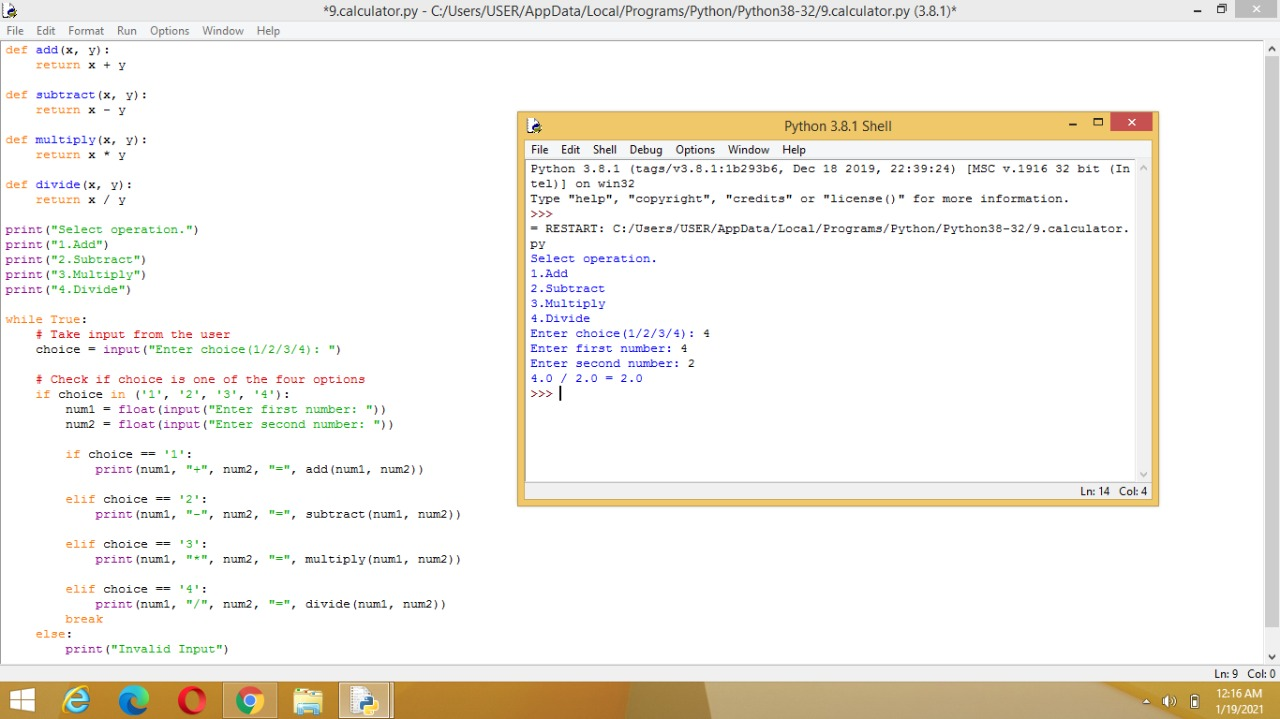 *9.calculator.py - C:/Users/USER/AppData/Local/Programs/Python/Python38-32/9.calculator.py (3.8.1)*
File Edit Format Run Options Window Help
def add(x, y):
    return x + y

def subtract(x, y):
    return x - y

def multiply(x, y):
    return x * y

def divide(x, y):
    return x / y

print("Select operation.")
print("1.Add")
print("2.Subtract")
print("3.Multiply")
print("4.Divide")

while True:
    # Take input from the user
    choice = input("Enter choice(1/2/3/4): ")

    # Check if choice is one of the four options
    if choice in ('1', '2', '3', '4'):
        num1 = float(input("Enter first number: "))
        num2 = float(input("Enter second number: "))

        if choice == '1':
            print(num1, "+", num2, "=", add(num1, num2))

        elif choice == '2':
            print(num1, "-", num2, "=", subtract(num1, num2))

        elif choice == '3':
            print(num1, "*", num2, "=", multiply(num1, num2))

        elif choice == '4':
            print(num1, "/", num2, "=", divide(num1, num2))
        break
    else:
        print("Invalid Input")
Python 3.8.1 Shell
File Edit Shell Debug Options Window Help
Python 3.8.1 (tags/v3.8.1:1b293b6, Dec 18 2019, 22:39:24) [MSC v.1916 32 bit (In
tel)] on win32
Type "help", "copyright", "credits" or "license()" for more information.
>>>
= RESTART: C:/Users/USER/AppData/Local/Programs/Python/Python38-32/9.calculator.
py
Select operation.
1.Add
2.Subtract
3.Multiply
4.Divide
Enter choice(1/2/3/4): 4
Enter first number: 4
Enter second number: 2
4.0 / 2.0 = 2.0
>>>
Ln: 14 Col: 4
Ln: 9 Col: 0
12:16 AM
1/19/2021